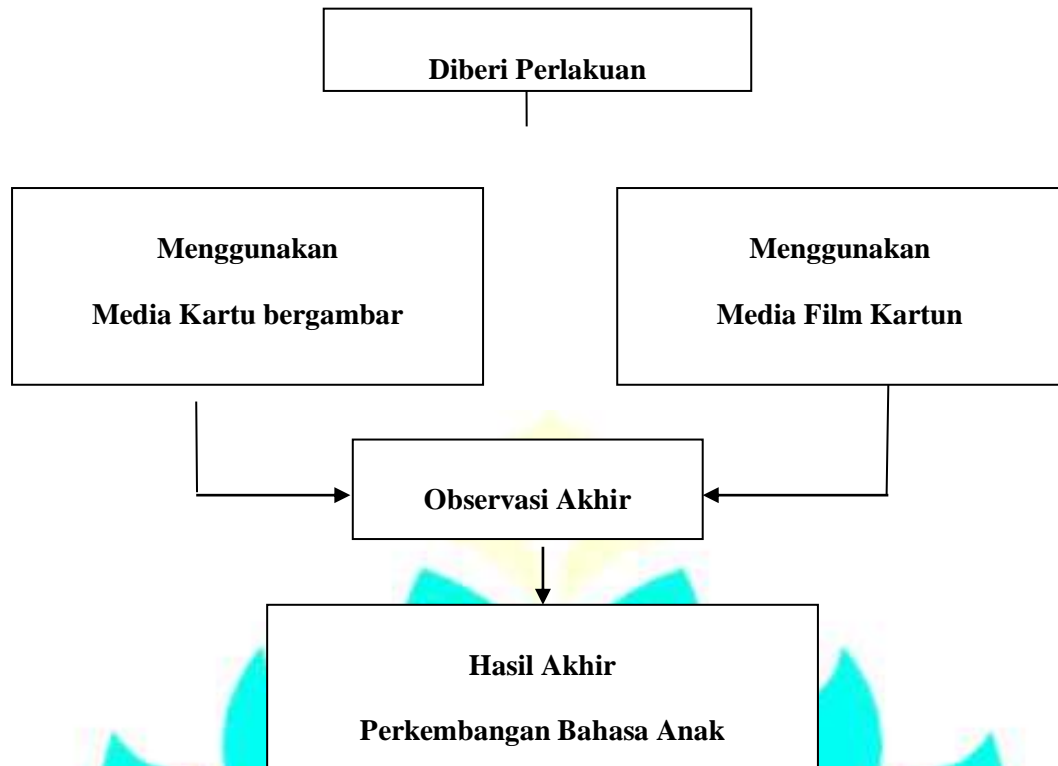 Diberi Perlakuan
Menggunakan
Media Kartu bergambar
Menggunakan
Media Film Kartun
Observasi Akhir
Hasil Akhir
Perkembangan Bahasa Anak